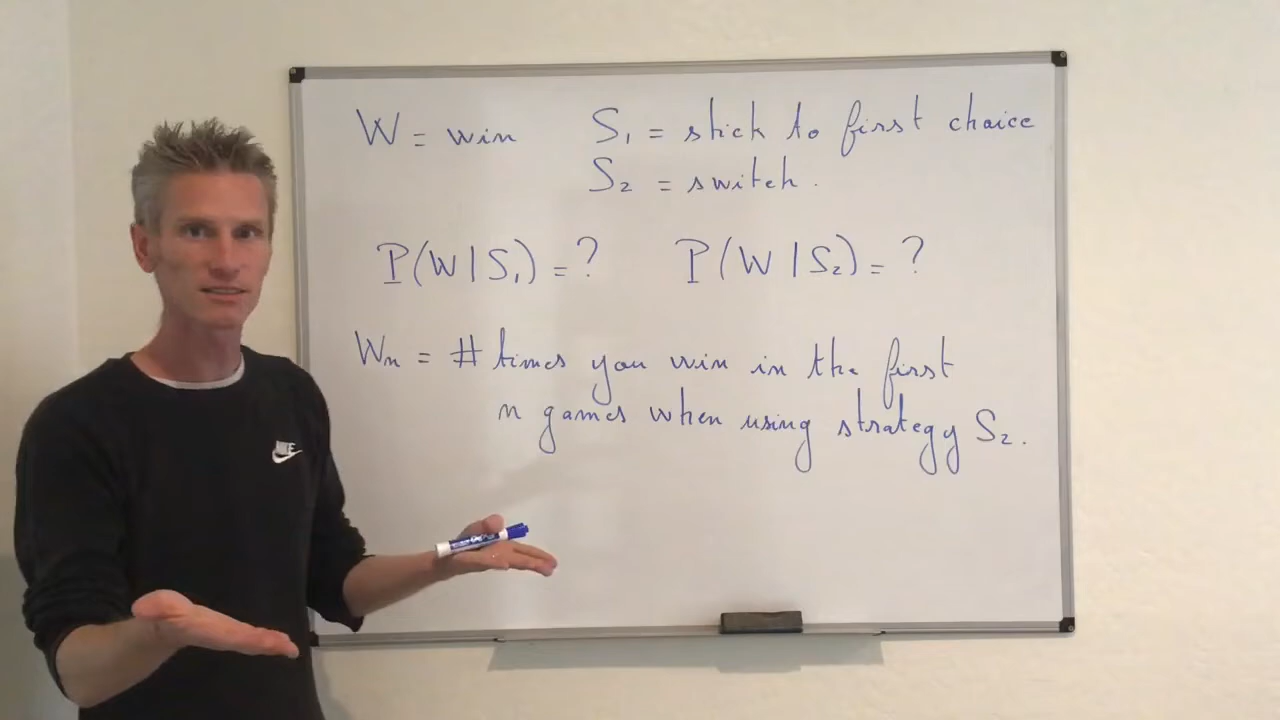 W = win S₁ = stick to first choice
S₂ = switch.
P(W|S₁) = ? P(W|S₂) = ?
Wn = # times you win in the first
n games when using strategy S₂.
NIKE